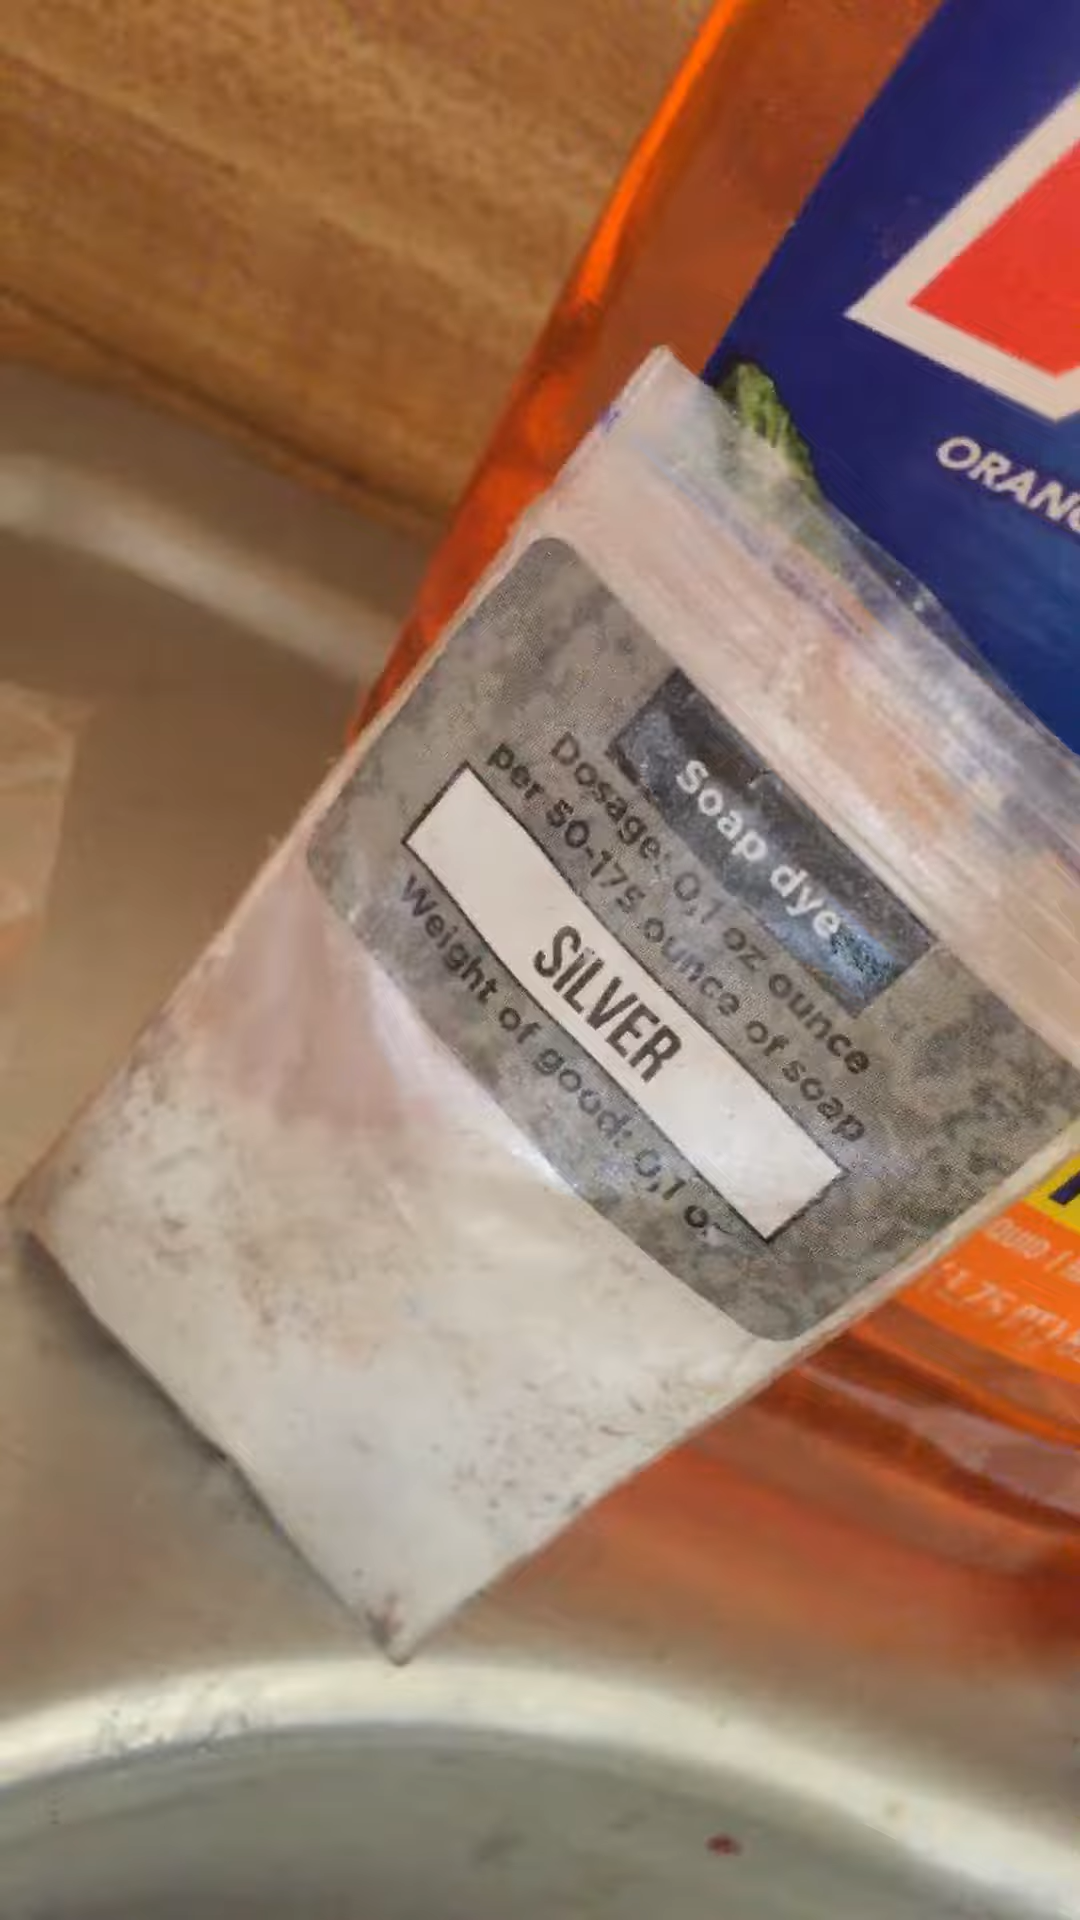 Soap dye
Dosage: 0,1 oz ounce
per 50-175 ounce of soap
SiLVER
Weight of good: 0,1 oz
ORANG